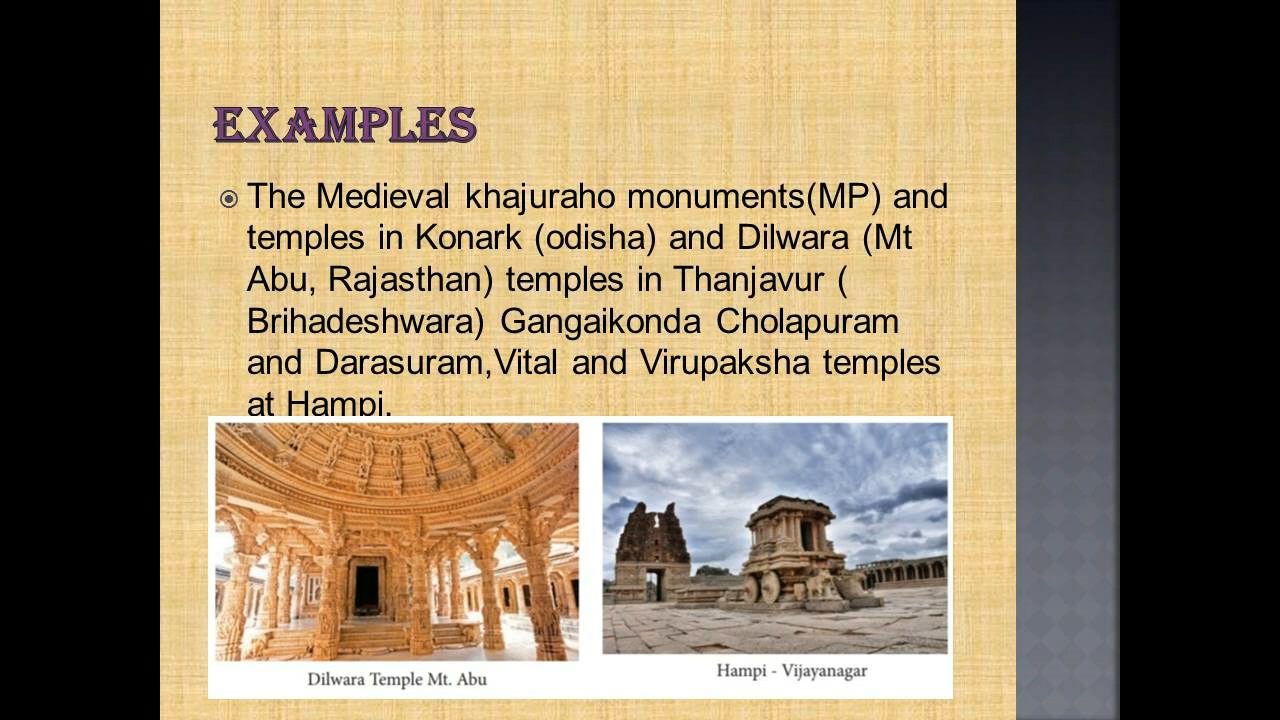 EXAMPLES
The Medieval khajuraho monuments(MP) and
temples in Konark (odisha) and Dilwara (Mt
Abu, Rajasthan) temples in Thanjavur (
Brihadeshwara) Gangaikonda Cholapuram
and Darasuram,Vital and Virupaksha temples
at Hampi.
Dilwara Temple Mt. Abu
Hampi - Vijayanagar